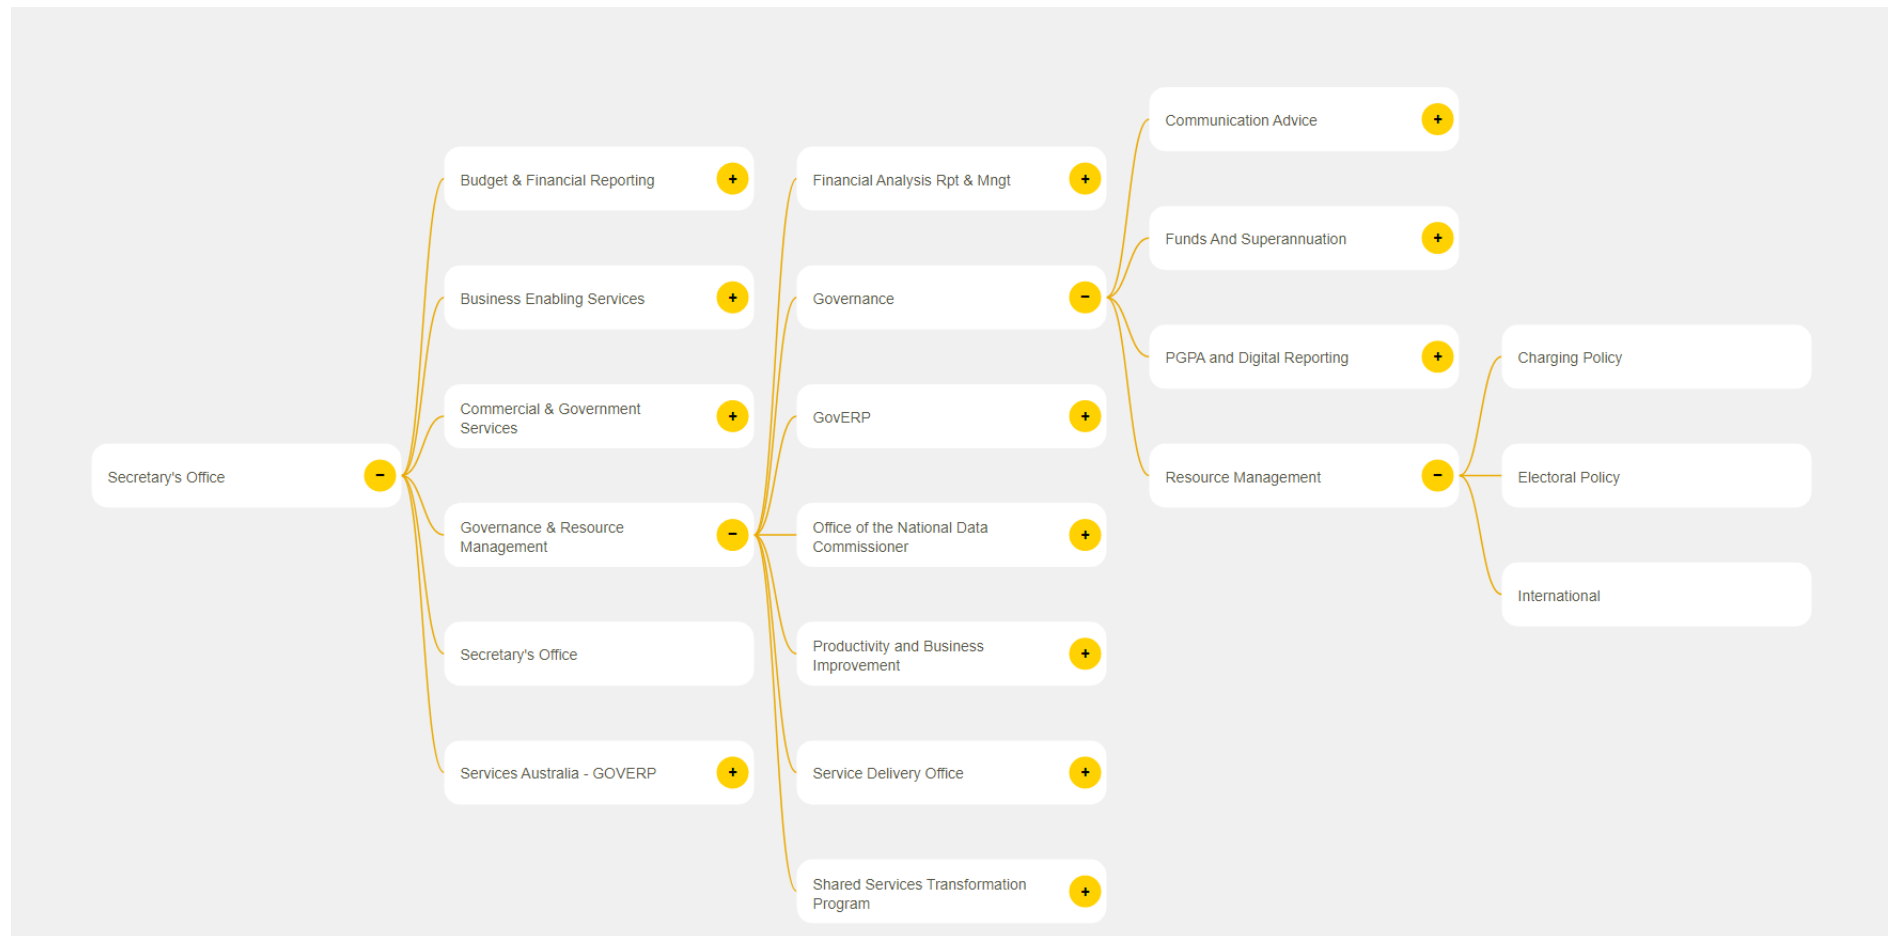 Secretary's Office
−
Budget & Financial Reporting
+
Business Enabling Services
+
Commercial & Government
Services
+
Governance & Resource
Management
−
Secretary's Office
Services Australia - GOVERP
+
Financial Analysis Rpt & Mngt
+
Governance
−
GovERP
+
Office of the National Data
Commissioner
+
Productivity and Business
Improvement
+
Service Delivery Office
+
Shared Services Transformation
Program
+
Communication Advice
+
Funds And Superannuation
+
PGPA and Digital Reporting
+
Resource Management
−
Charging Policy
Electoral Policy
International